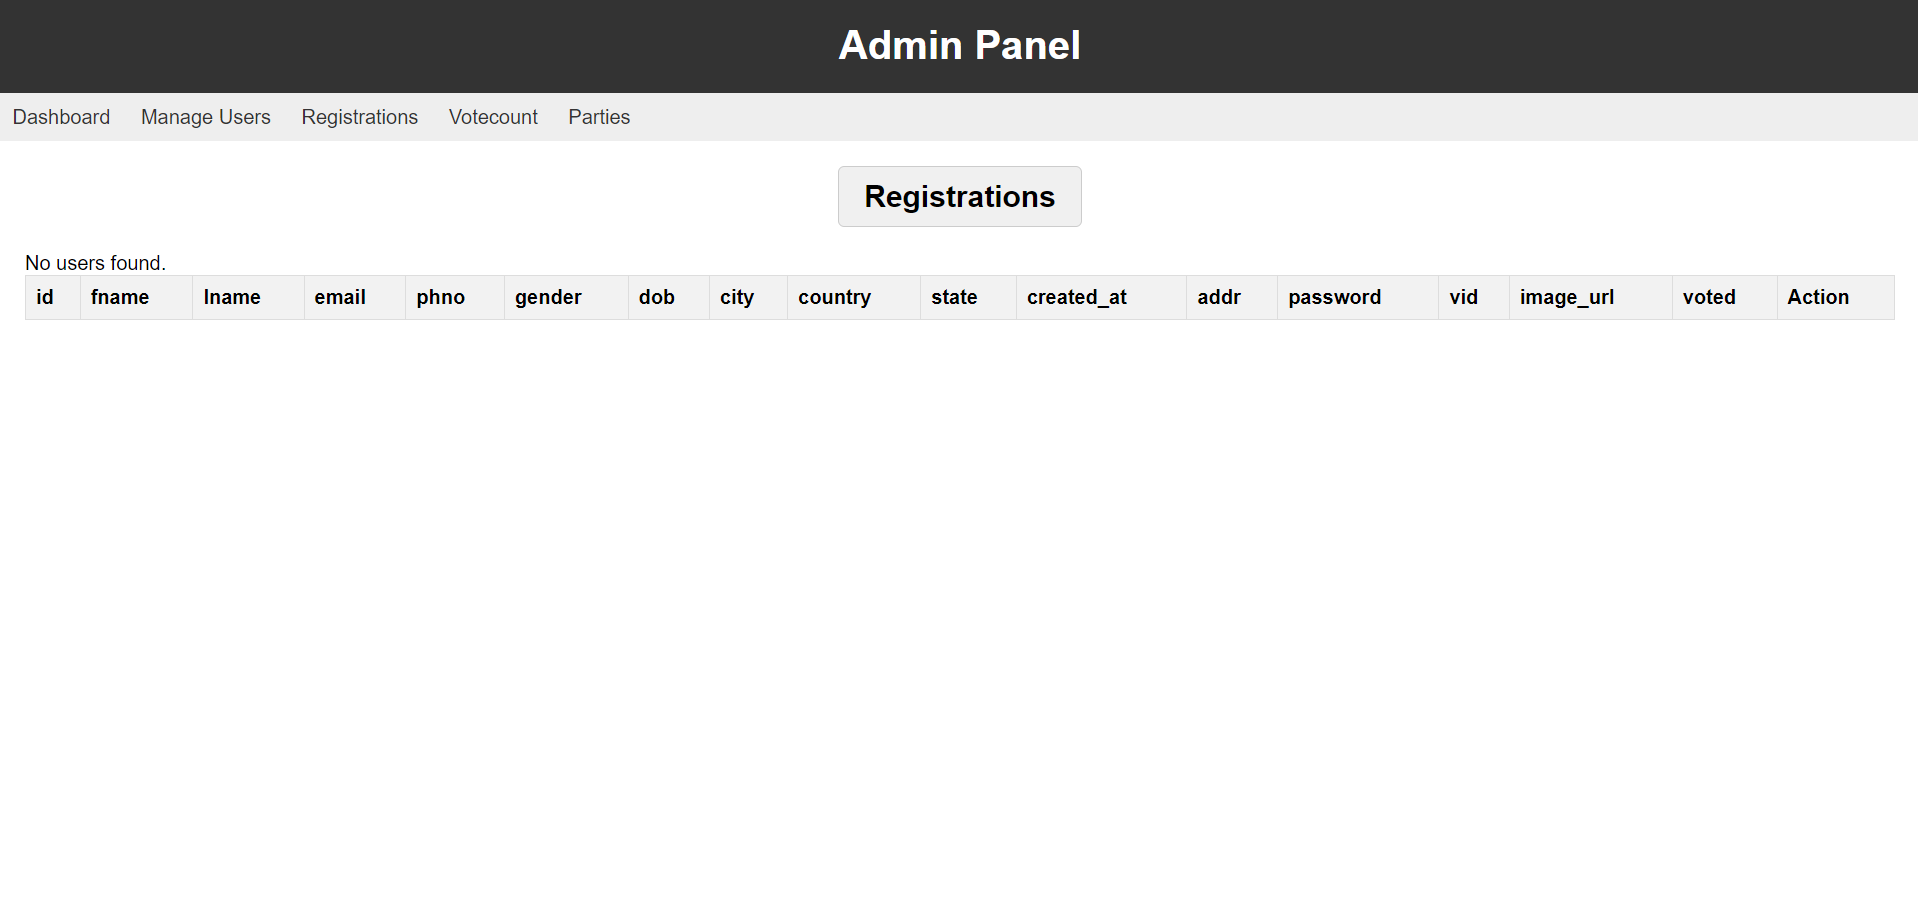 Admin Panel
Dashboard Manage Users Registrations Votecount Parties
Registrations
No users found.
id fname lname email phno gender dob city country state created_at addr password vid image_url voted Action